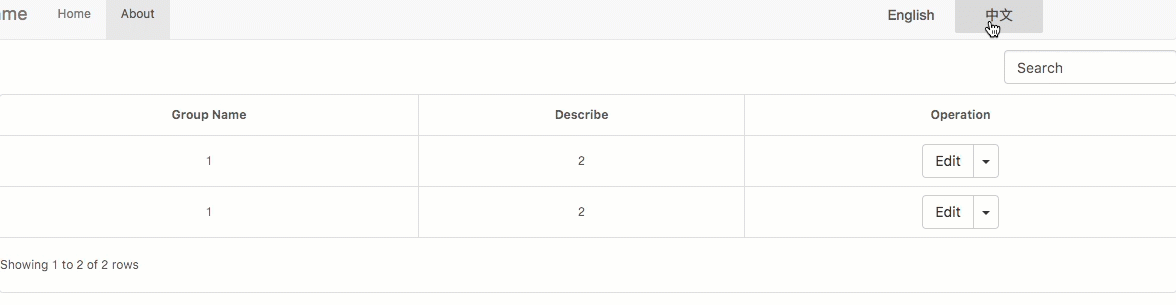 Home About English 中文
Search
Group Name Describe Operation
1 2 Edit
1 2 Edit
Showing 1 to 2 of 2 rows